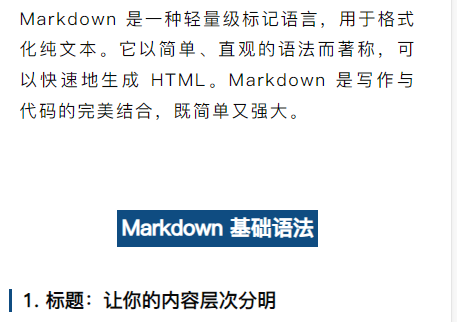 Markdown 是一种轻量级标记语言，用于格式
化纯文本。它以简单、直观的语法而著称，可
以快速地生成 HTML。Markdown 是写作与
代码的完美结合，既简单又强大。
Markdown 基础语法
1. 标题：让你的内容层次分明